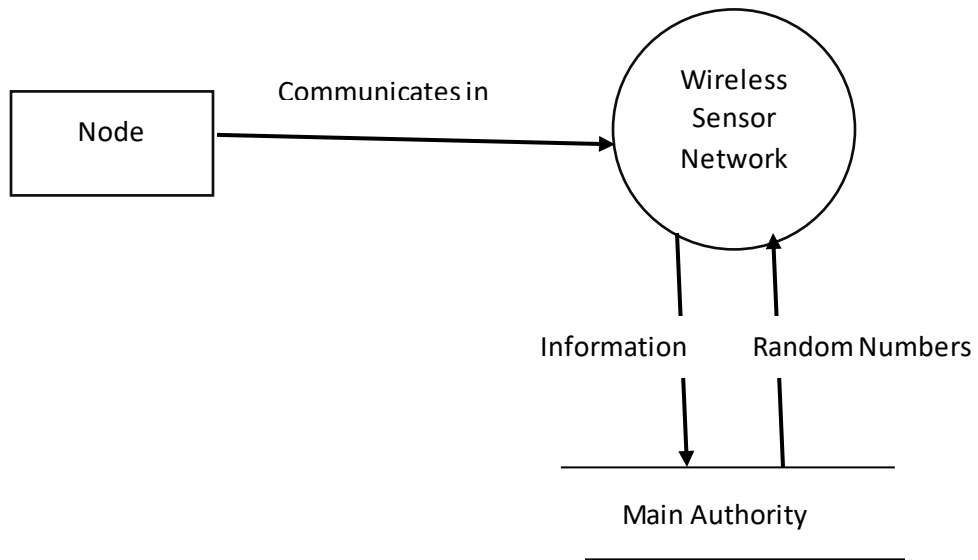 Communicates in
Node
Wireless
Sensor
Network
Information
Random Numbers
Main Authority